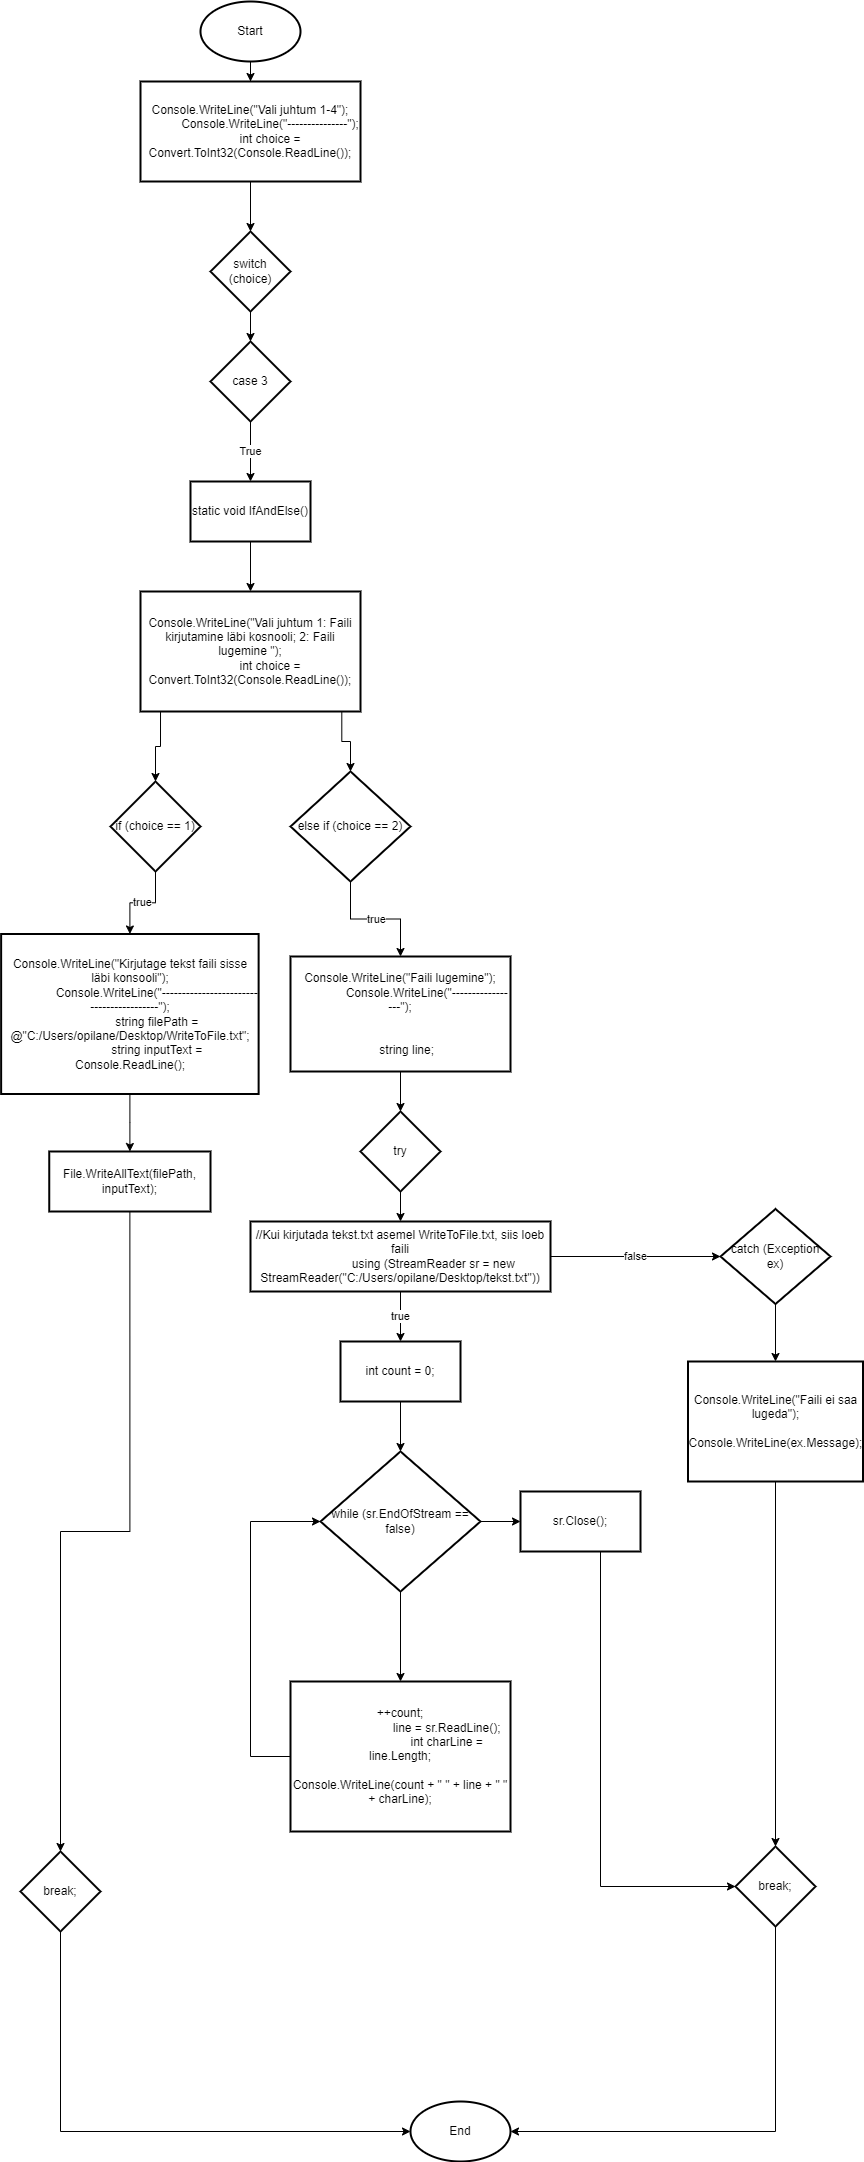 Start
Console.WriteLine("Vali juhtum 1-4");
Console.WriteLine("---------------");
int choice =
Convert.ToInt32(Console.ReadLine());
switch
(choice)
case 3
True
static void IfAndElse()
Console.WriteLine("Vali juhtum 1: Faili
kirjutamine läbi kosnooli; 2: Faili
lugemine ");
int choice =
Convert.ToInt32(Console.ReadLine());
if (choice == 1)
else if (choice == 2)
true
true
Console.WriteLine("Kirjutage tekst faili sisse
läbi konsooli");
Console.WriteLine("------------------------
-----------------");
string filePath =
@"C:/Users/opilane/Desktop/WriteToFile.txt";
string inputText =
Console.ReadLine();
Console.WriteLine("Faili lugemine");
Console.WriteLine("--------------
---");
string line;
try
File.WriteAllText(filePath,
inputText);
//Kui kirjutada tekst.txt asemel WriteToFile.txt, siis loeb
faili
using (StreamReader sr = new
StreamReader("C:/Users/opilane/Desktop/tekst.txt"))
false
catch (Exception
ex)
true
int count = 0;
Console.WriteLine("Faili ei saa
lugeda");
Console.WriteLine(ex.Message);
while (sr.EndOfStream ==
false)
sr.Close();
++count;
line = sr.ReadLine();
int charLine =
line.Length;
Console.WriteLine(count + " " + line + " "
+ charLine);
break;
break;
End